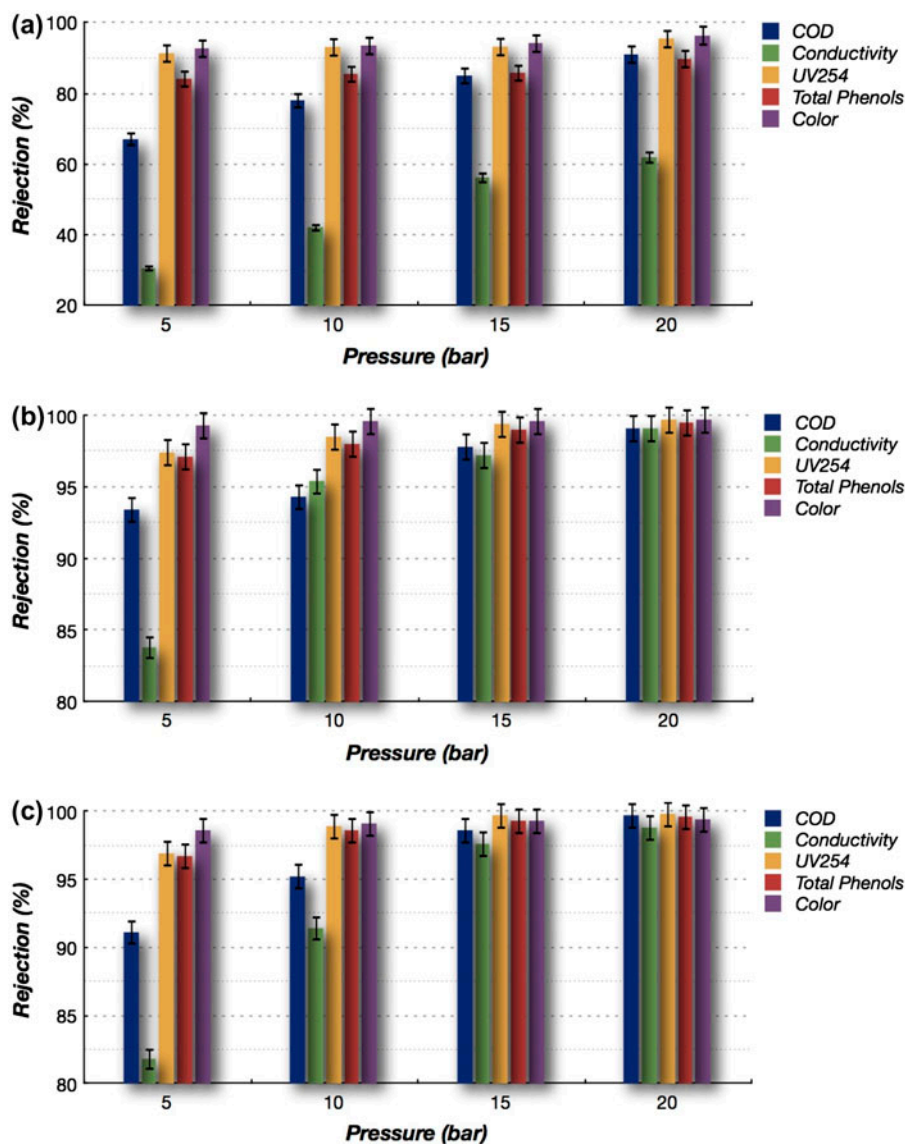 (a)
Rejection (%)
100
80
60
40
20
5 10 15 20
Pressure (bar)
COD
Conductivity
UV254
Total Phenols
Color
(b)
Rejection (%)
100
95
90
85
80
5 10 15 20
Pressure (bar)
COD
Conductivity
UV254
Total Phenols
Color
(c)
Rejection (%)
100
95
90
85
80
5 10 15 20
Pressure (bar)
COD
Conductivity
UV254
Total Phenols
Color